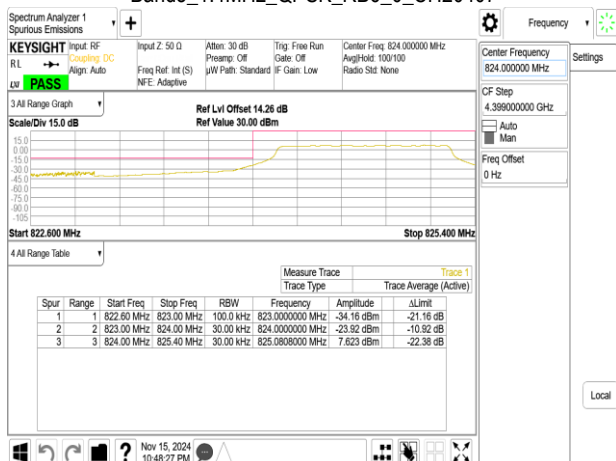 Spectrum Analyzer 1
Spurious Emissions
Frequency
KEYSIGHT Input: RF
RL
Coupling: DC
Align: Auto
LXI PASS
Input Z: 50 Ω
Freq Ref: Int (S)
NFE: Adaptive
Atten: 30 dB
Preamp: Off
µW Path: Standard
Trig: Free Run
Gate: Off
IF Gain: Low
Center Freq: 824.000000 MHz
Avg|Hold: 100/100
Radio Std: None
Center Frequency
824.000000 MHz
Settings
CF Step
4.399000000 GHz
Auto
Man
Freq Offset
0 Hz
Local
3 All Range Graph
Scale/Div 15.0 dB
Ref Lvl Offset 14.26 dB
Ref Value 30.00 dBm
15.0
0.00
-15.0
-30.0
-45.0
-60.0
-75.0
-90.0
-105
Start 822.600 MHz
Stop 825.400 MHz
4 All Range Table
Measure Trace Trace 1
Trace Type Trace Average (Active)
Spur Range Start Freq Stop Freq RBW Frequency Amplitude ΔLimit
1 1 822.60 MHz 823.00 MHz 100.0 kHz 823.0000000 MHz -34.16 dBm -21.16 dB
2 2 823.00 MHz 824.00 MHz 30.00 kHz 824.0000000 MHz -23.92 dBm -10.92 dB
3 3 824.00 MHz 825.40 MHz 30.00 kHz 825.0808000 MHz 7.623 dBm -22.38 dB
Nov 15, 2024
10:48:27 PM